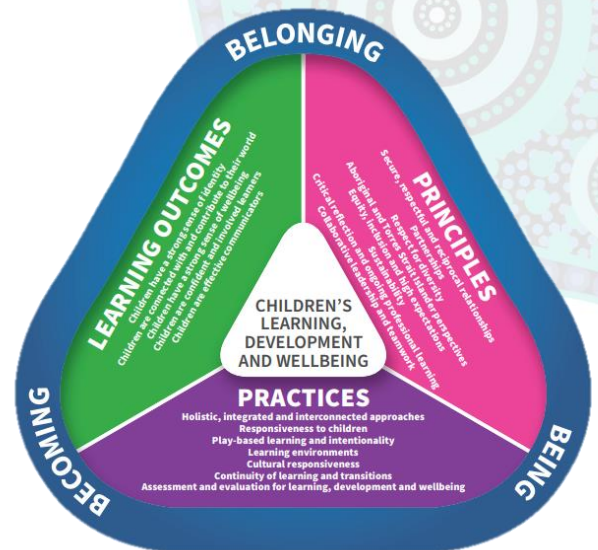 BELONGING
LEARNING OUTCOMES
Children have a strong sense of identity
Children are connected with and contribute to their world
Children have a strong sense of wellbeing
Children are confident and involved learners
Children are effective communicators
PRINCIPLES
Secure, respectful and reciprocal relationships
Partnerships
Respect for diversity
Aboriginal and Torres Strait Islander perspectives
Equity, inclusion and high expectations
Sustainability
Critical reflection and ongoing professional learning
Collaborative leadership and teamwork
CHILDREN'S
LEARNING,
DEVELOPMENT
AND WELLBEING
PRACTICES
Holistic, integrated and interconnected approaches
Responsiveness to children
Play-based learning and intentionality
Learning environments
Cultural responsiveness
Continuity of learning and transitions
Assessment and evaluation for learning, development and wellbeing
BECOMING
BEING